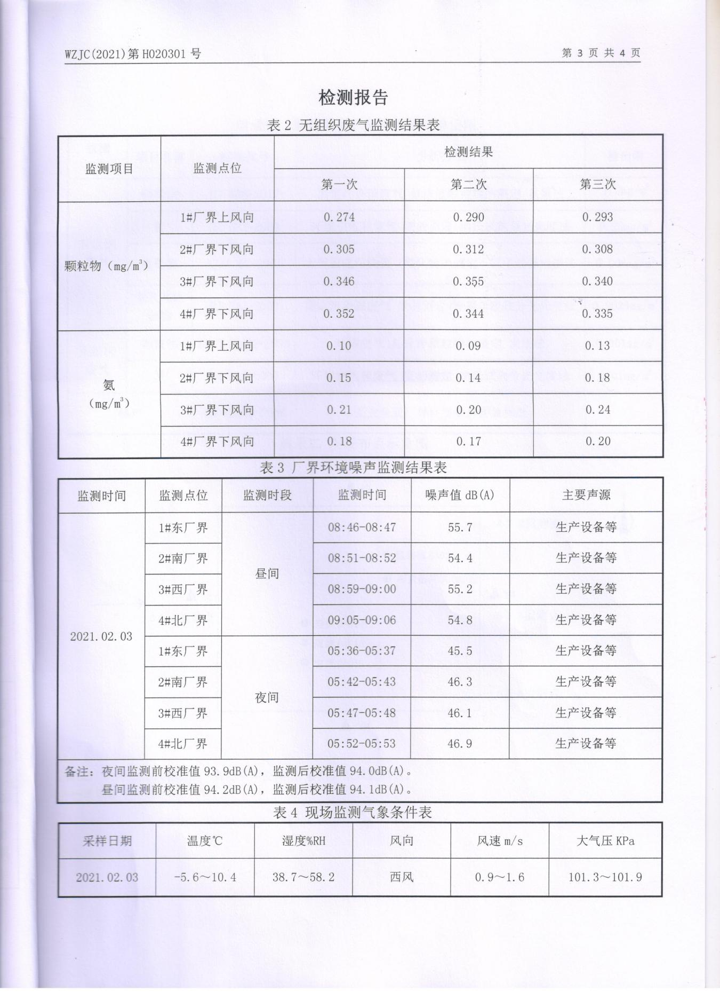 WZJC(2021)第 H020301 号 第 3 页 共 4 页
检测报告
表 2 无组织废气监测结果表
监测项目 监测点位 检测结果
第一次 第二次 第三次
颗粒物（mg/m³） 1#厂界上风向 0.274 0.290 0.293
2#厂界下风向 0.305 0.312 0.308
3#厂界下风向 0.346 0.355 0.340
4#厂界下风向 0.352 0.344 0.335
氨
（mg/m³） 1#厂界上风向 0.10 0.09 0.13
2#厂界下风向 0.15 0.14 0.18
3#厂界下风向 0.21 0.20 0.24
4#厂界下风向 0.18 0.17 0.20
表 3 厂界环境噪声监测结果表
监测时间 监测点位 监测时段 监测时间 噪声值 dB(A) 主要声源
2021.02.03 1#东厂界 昼间 08:46-08:47 55.7 生产设备等
2#南厂界 08:51-08:52 54.4 生产设备等
3#西厂界 08:59-09:00 55.2 生产设备等
4#北厂界 09:05-09:06 54.8 生产设备等
1#东厂界 夜间 05:36-05:37 45.5 生产设备等
2#南厂界 05:42-05:43 46.3 生产设备等
3#西厂界 05:47-05:48 46.1 生产设备等
4#北厂界 05:52-05:53 46.9 生产设备等
备注：夜间监测前校准值 93.9dB(A)，监测后校准值 94.0dB(A)。
昼间监测前校准值 94.2dB(A)，监测后校准值 94.1dB(A)。
表 4 现场监测气象条件表
采样日期 温度℃ 湿度%RH 风向 风速 m/s 大气压 KPa
2021.02.03 -5.6～10.4 38.7～58.2 西风 0.9～1.6 101.3～101.9